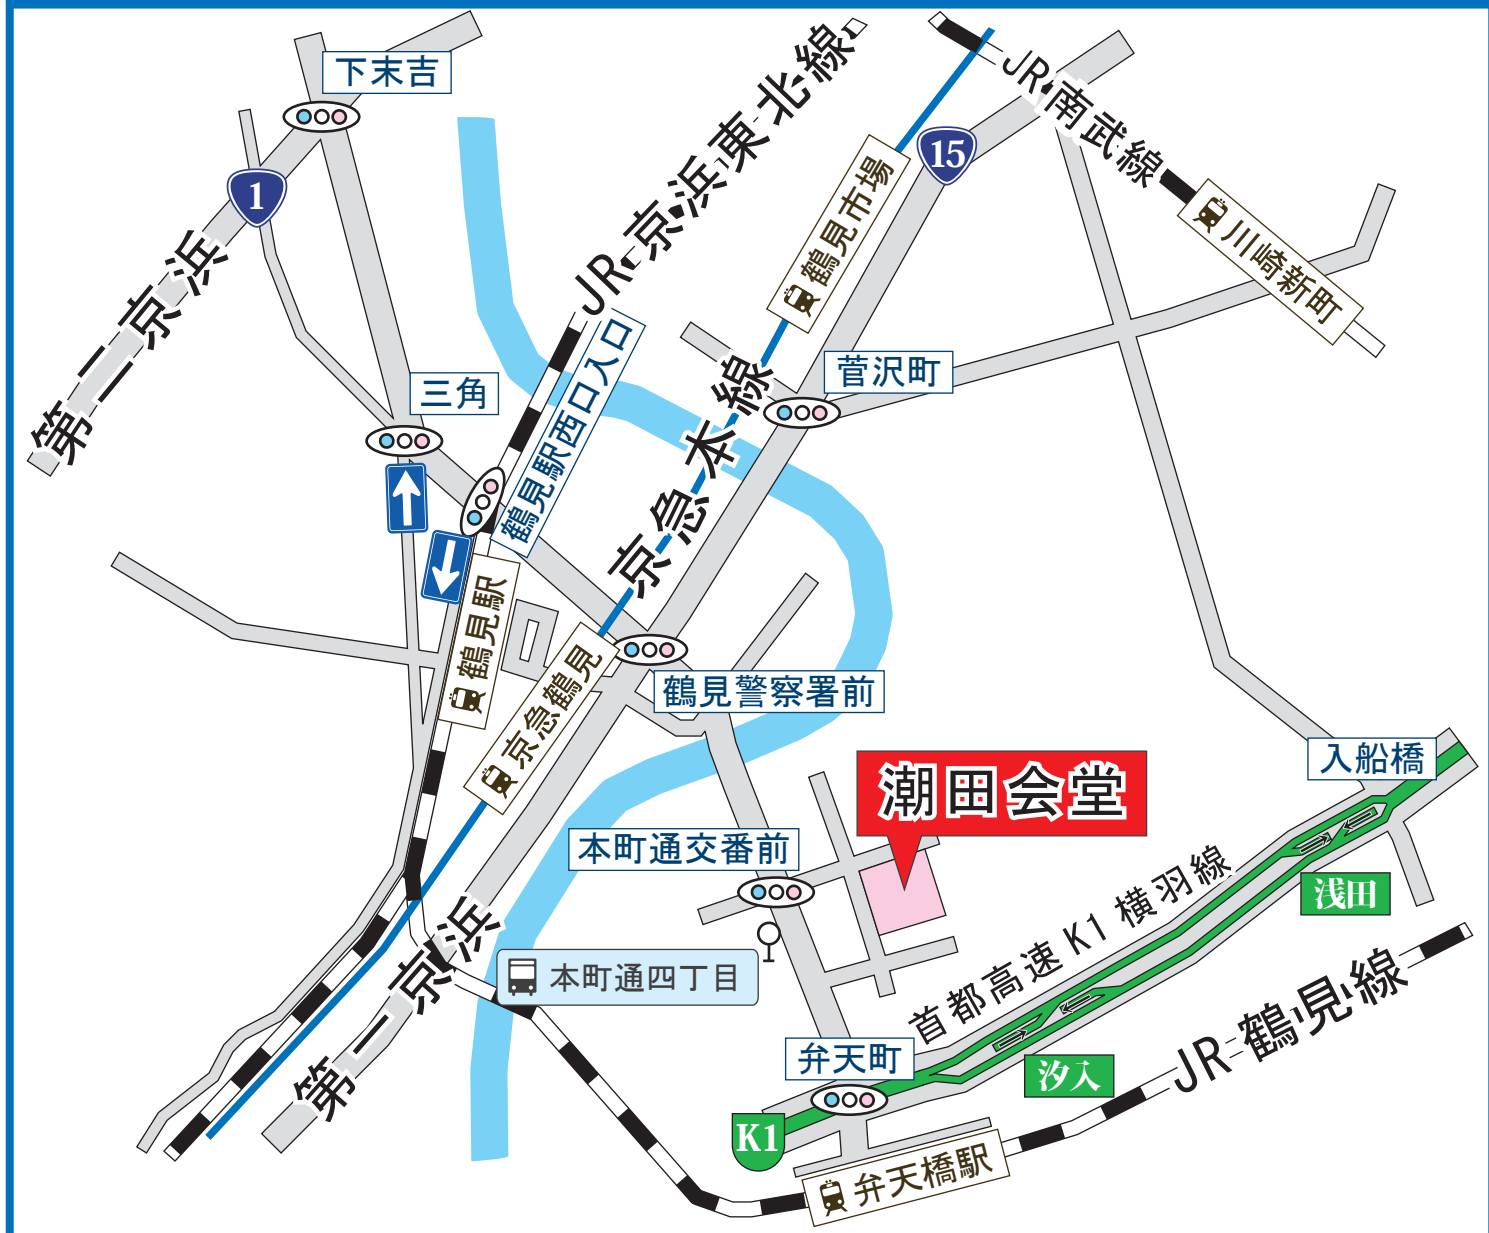 下末吉
1
第二京浜
JR京浜東北線
JR南武線
15
鶴見市場
川崎新町
菅沢町
三角
鶴見駅西口入口
京急本線
鶴見駅
京急鶴見
鶴見警察署前
入船橋
潮田会堂
本町通交番前
浅田
首都高速 K1 横羽線
第一京浜
本町通四丁目
JR 鶴見線
弁天町
汐入
K1
弁天橋駅